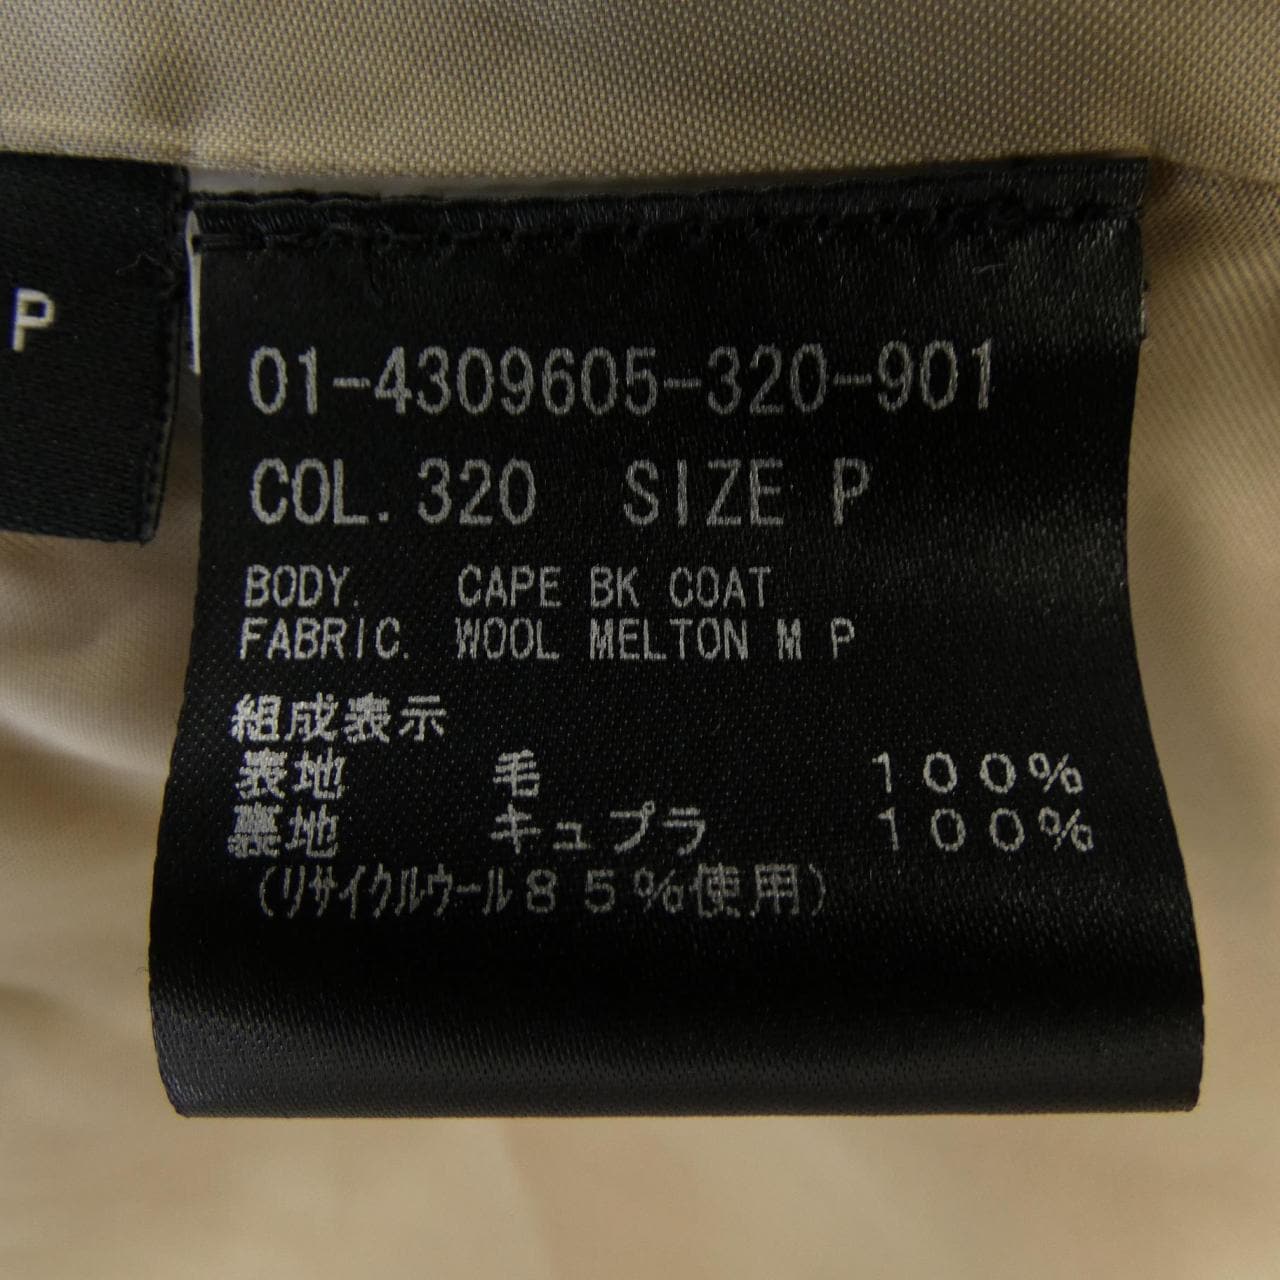 P
01-4309605-320-901
COL.320 SIZE P
BODY. CAPE BK COAT
FABRIC. WOOL MELTON M P
組成表示
表地 毛 100%
裏地 キュプラ 100%
(リサイクルウール85%使用)